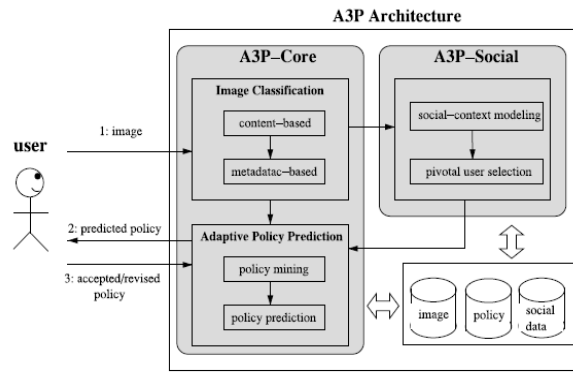 A3P Architecture
A3P–Core
A3P–Social
Image Classification
content–based
metadatac–based
social–context modeling
pivotal user selection
user
1: image
2: predicted policy
3: accepted/revised
policy
Adaptive Policy Prediction
policy mining
policy prediction
image
policy
social
data